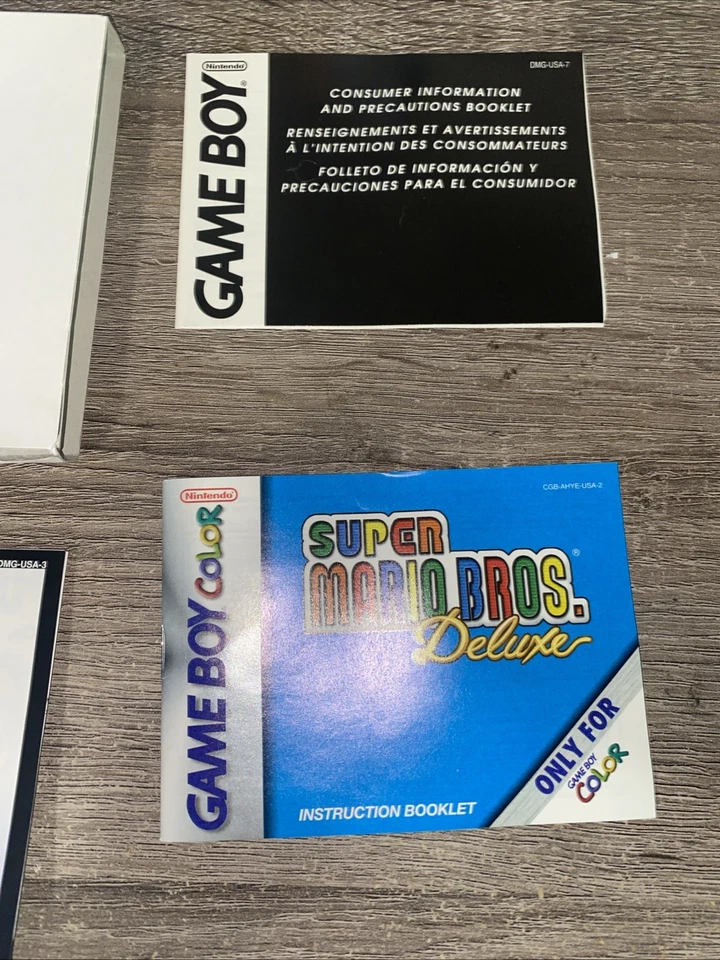 Nintendo
GAME BOY®
DMG-USA-7
CONSUMER INFORMATION
AND PRECAUTIONS BOOKLET
RENSEIGNEMENTS ET AVERTISSEMENTS
À L'INTENTION DES CONSOMMATEURS
FOLLETO DE INFORMACIÓN Y
PRECAUCIONES PARA EL CONSUMIDOR
DMG-USA-3
Nintendo
GAME BOY COLOR
CGB-AHYE-USA-2
SUPER
MARIO BROS.®
Deluxe
ONLY FOR
GAME BOY
COLOR
INSTRUCTION BOOKLET